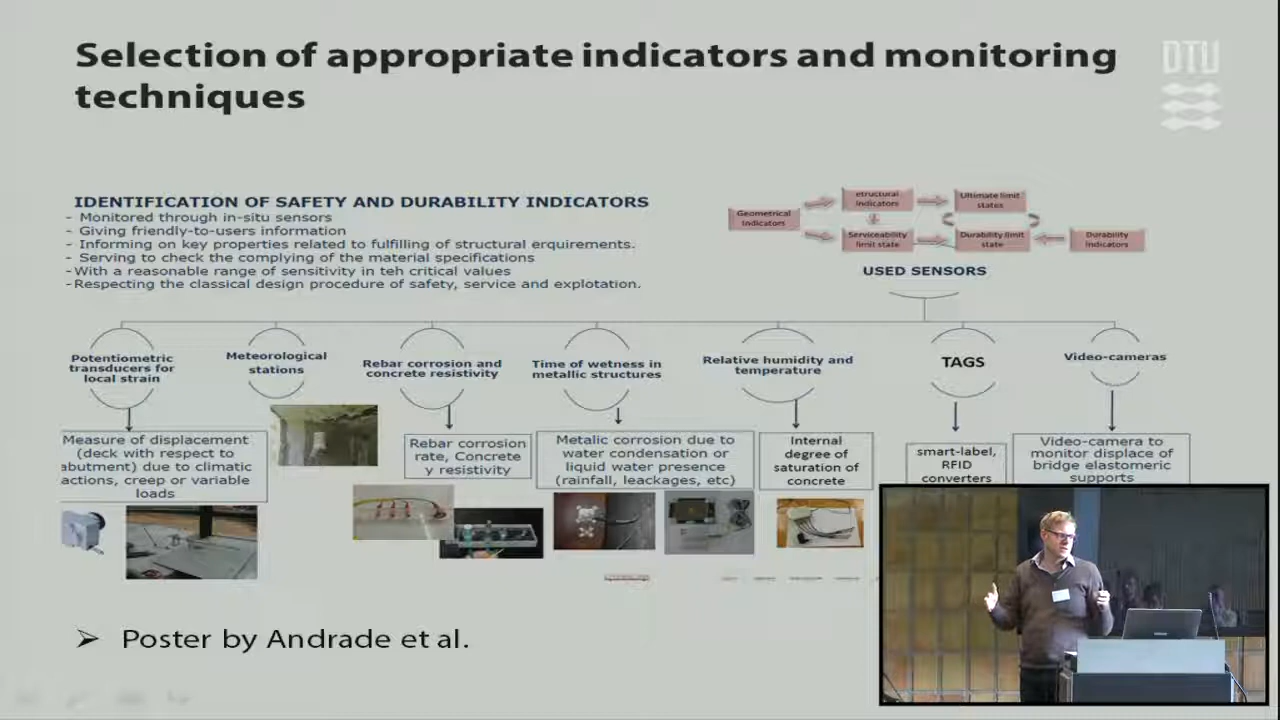 Selection of appropriate indicators and monitoring
techniques
DTU
IDENTIFICATION OF SAFETY AND DURABILITY INDICATORS
- Monitored through in-situ sensors
- Giving friendly-to-users information
- Informing on key properties related to fulfilling of structural erquirements.
- Serving to check the complying of the material specifications
- With a reasonable range of sensitivity in teh critical values
- Respecting the classical design procedure of safety, service and explotation.
Geometrical
Indicators
structural
Indicators
Ultimate limit
states
Serviceability
limit state
Durability limit
state
Durability
Indicators
USED SENSORS
Potentiometric
transducers for
local strain
Meteorological
stations
Rebar corrosion and
concrete resistivity
Time of wetness in
metallic structures
Relative humidity and
temperature
TAGS
Video-cameras
Measure of displacement
(deck with respect to
abutment) due to climatic
actions, creep or variable
loads
Rebar corrosion
rate, Concrete
y resistivity
Metalic corrosion due to
water condensation or
liquid water presence
(rainfall, leackages, etc)
Internal
degree of
saturation of
concrete
smart-label,
RFID
converters
Video-camera to
monitor displace of
bridge elastomeric
supports
➢ Poster by Andrade et al.